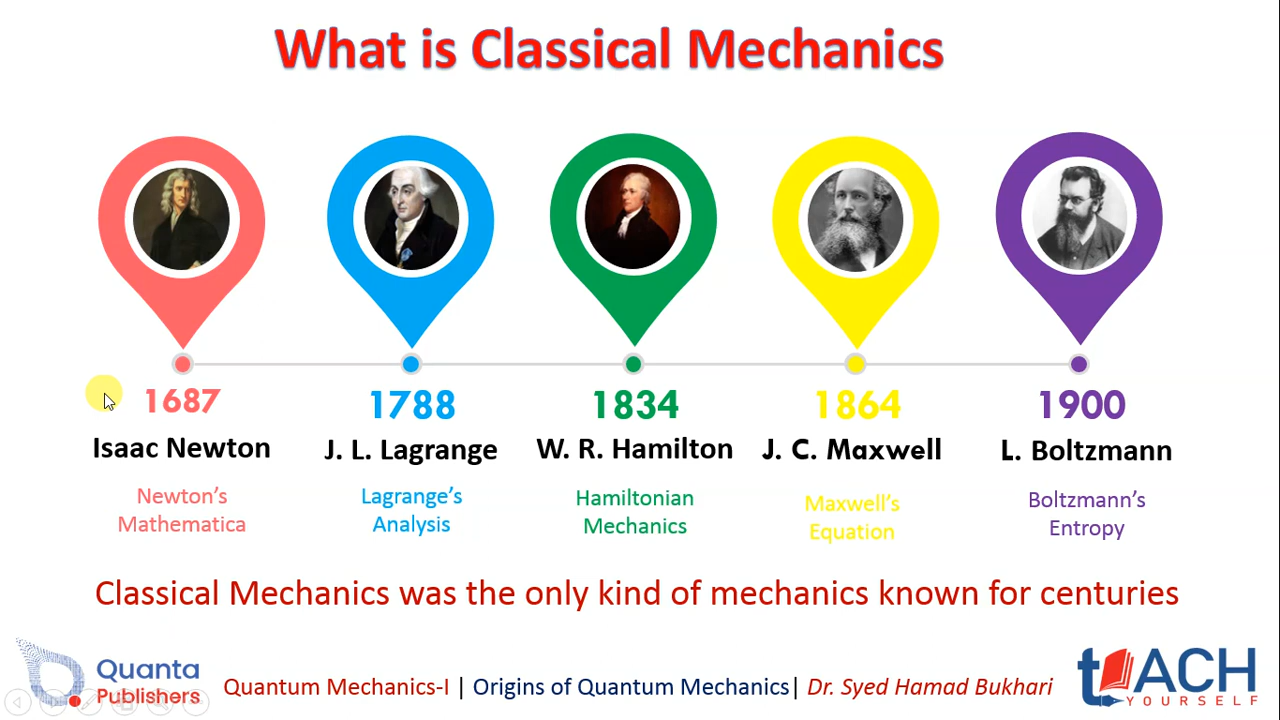 What is Classical Mechanics
1687
Isaac Newton
Newton’s
Mathematica
1788
J. L. Lagrange
Lagrange’s
Analysis
1834
W. R. Hamilton
Hamiltonian
Mechanics
1864
J. C. Maxwell
Maxwell’s
Equation
1900
L. Boltzmann
Boltzmann’s
Entropy
Classical Mechanics was the only kind of mechanics known for centuries
Quanta
Publishers
Quantum Mechanics-I | Origins of Quantum Mechanics| Dr. Syed Hamad Bukhari
tEACH
YOURSELF